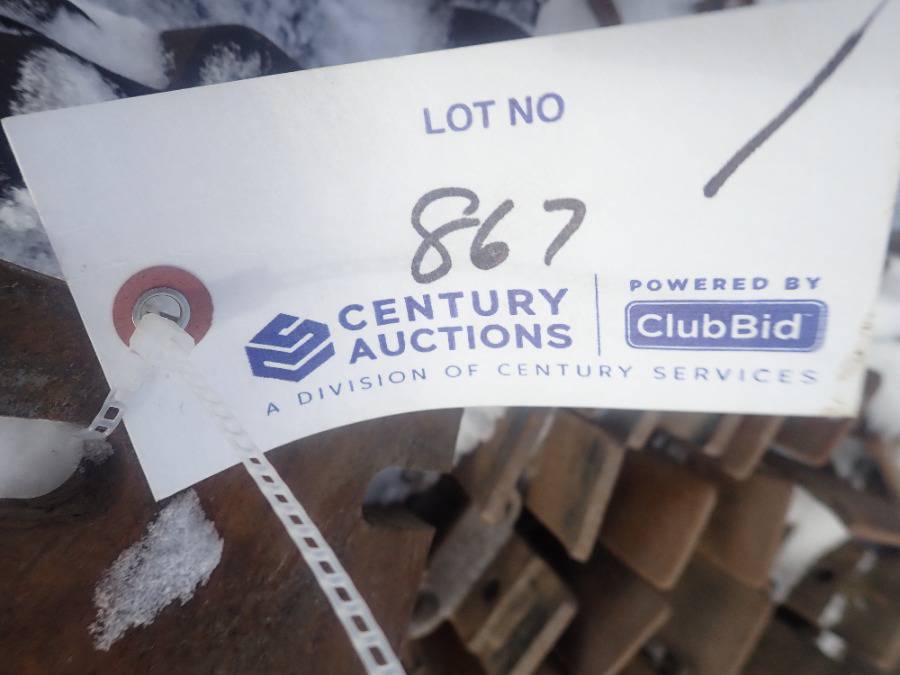 LOT NO
867
CENTURY
AUCTIONS
A DIVISION OF CENTURY SERVICES
POWERED BY
ClubBid